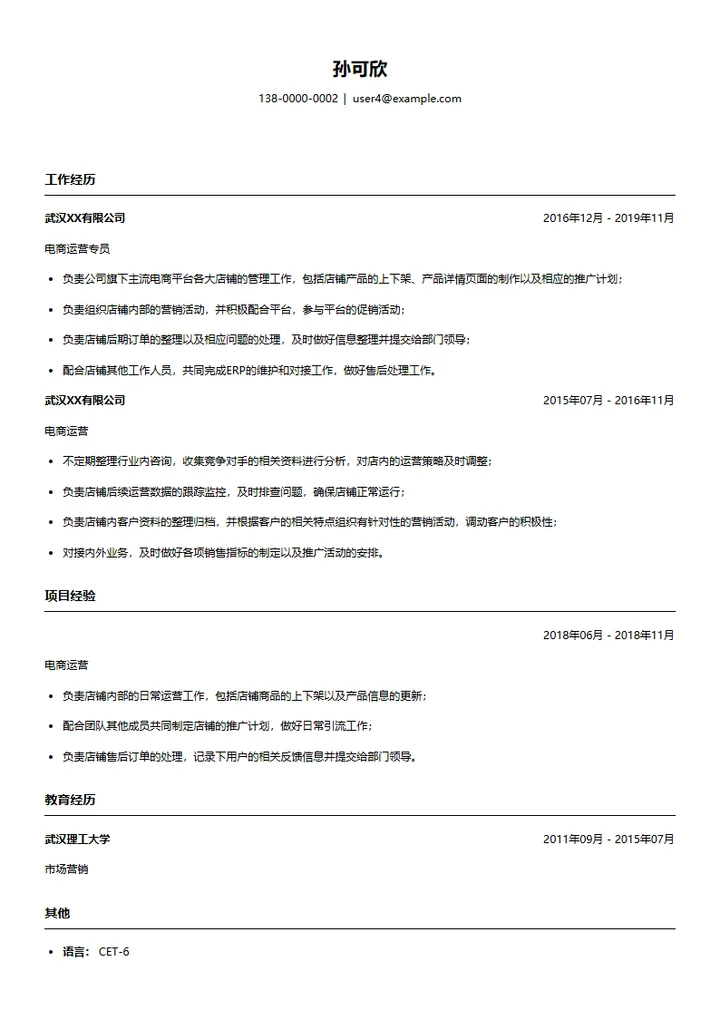 孙可欣
138-0000-0002 | user4@example.com
工作经历
武汉XX有限公司 2016年12月 - 2019年11月
电商运营专员
• 负责公司旗下主流电商平台各大店铺的管理工作，包括店铺产品的上下架、产品详情页面的制作以及相应的推广计划；
• 负责组织店铺内部的营销活动，并积极配合平台，参与平台的促销活动；
• 负责店铺后期订单的整理以及相应问题的处理，及时做好信息整理并提交给部门领导；
• 配合店铺其他工作人员，共同完成ERP的维护和对接工作，做好售后处理工作。
武汉XX有限公司 2015年07月 - 2016年11月
电商运营
• 不定期整理行业内咨询，收集竞争对手的相关资料进行分析，对店内的运营策略及时调整；
• 负责店铺后续运营数据的跟踪监控，及时排查问题，确保店铺正常运行；
• 负责店铺内客户资料的整理归档，并根据客户的相关特点组织有针对性的营销活动，调动客户的积极性；
• 对接内外业务，及时做好各项销售指标的制定以及推广活动的安排。
项目经验
2018年06月 - 2018年11月
电商运营
• 负责店铺内部的日常运营工作，包括店铺商品的上下架以及产品信息的更新；
• 配合团队其他成员共同制定店铺的推广计划，做好日常引流工作；
• 负责店铺售后订单的处理，记录下用户的相关反馈信息并提交给部门领导。
教育经历
武汉理工大学 2011年09月 - 2015年07月
市场营销
其他
• 语言： CET-6